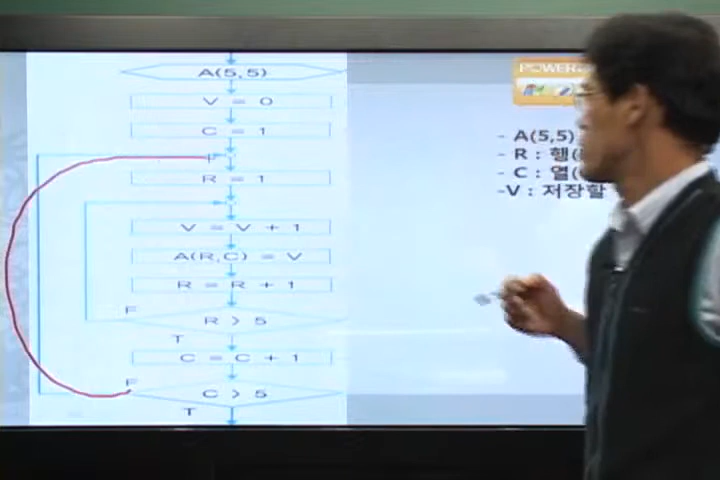 A(5,5)
V = 0
C = 1
R = 1
V = V + 1
A(R,C) = V
R = R + 1
F
R > 5
T
C = C + 1
F
C > 5
T
POWER
- A(5,5)
- R : 행
- C : 열
-V : 저장할